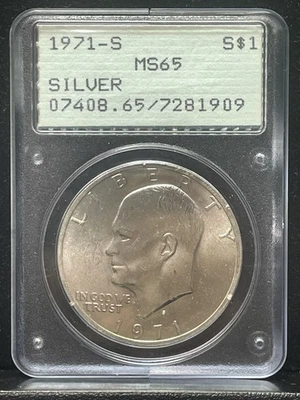 1971-S S$1
MS65
SILVER
07408.65/7281909
LIBERTY
IN GOD WE
TRUST
1971